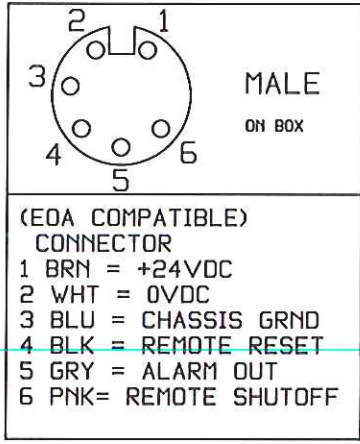 2 1
3
MALE
ON BOX
4 6
5
(EOA COMPATIBLE)
CONNECTOR
1 BRN = +24VDC
2 WHT = 0VDC
3 BLU = CHASSIS GRND
4 BLK = REMOTE RESET
5 GRY = ALARM OUT
6 PNK= REMOTE SHUTOFF